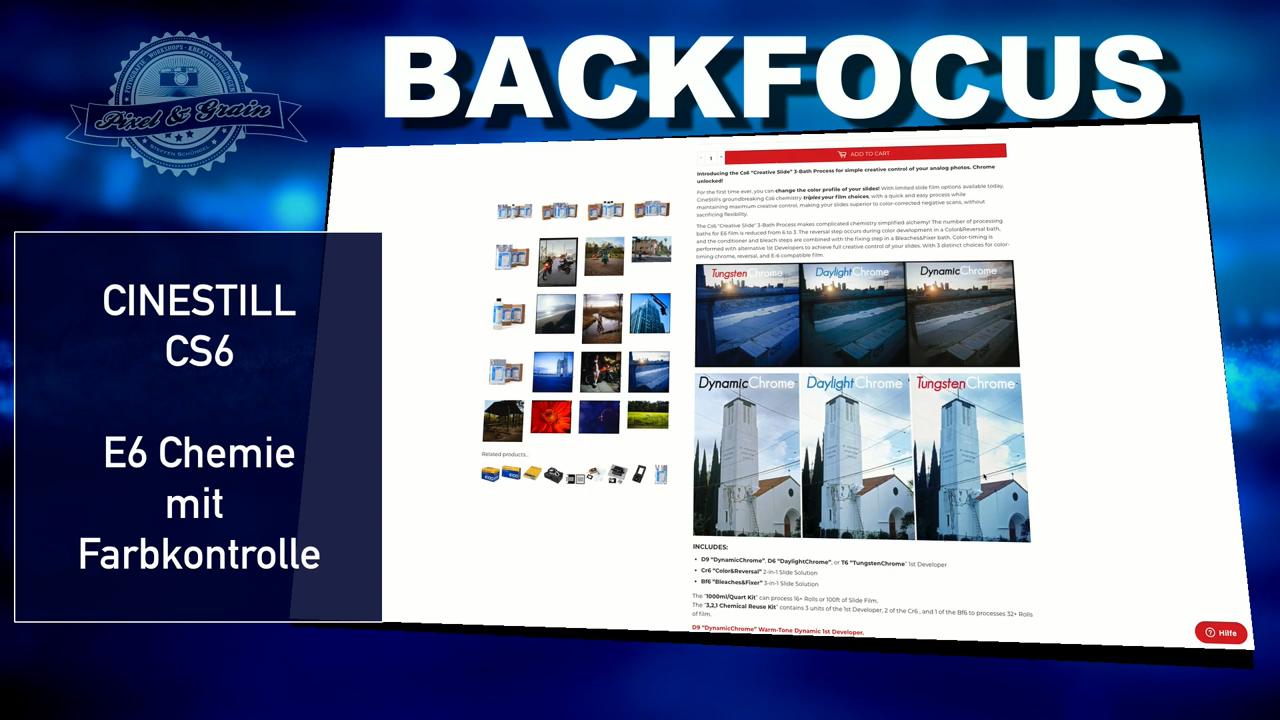 BACKFOCUS
FOTOGRAFIE · WORKSHOPS · KREATIVSCHULUNGEN
Pixel & Grain
STEFFEN SCHÜNGEL
CINESTILL
CS6
E6 Chemie
mit
Farbkontrolle
Related products...
- 1 +
ADD TO CART
Introducing the Cs6 “Creative Slide” 3-Bath Process for simple creative control of your analog photos. Chrome
unlocked!
For the first time ever, you can change the color profile of your slides! With limited slide film options available today,
CineStill's groundbreaking Cs6 chemistry triples your film choices, with a quick and easy process while
maintaining maximum creative control, making your slides superior to color-corrected negative scans, without
sacrificing flexibility.
The Cs6 “Creative Slide” 3-Bath Process makes complicated chemistry simplified alchemy! The number of processing
baths for E6 film is reduced from 6 to 3. The reversal step occurs during color development in a Color&Reversal bath,
and the conditioner and bleach steps are combined with the fixing step in a Bleaches&Fixer bath. Color-timing is
performed with alternative 1st Developers to achieve full creative control of your slides. With 3 distinct choices for color-
timing chrome, reversal, and E-6 compatible film.
TungstenChrome DaylightChrome DynamicChrome
DynamicChrome DaylightChrome TungstenChrome
INCLUDES:
• D9 “DynamicChrome”, D6 “DaylightChrome”, or T6 “TungstenChrome” 1st Developer
• Cr6 “Color&Reversal” 2-in-1 Slide Solution
• Bf6 “Bleaches&Fixer” 3-in-1 Slide Solution
The “1000ml/Quart Kit” can process 16+ Rolls or 100ft of Slide Film.
The “3,2,1 Chemical Reuse Kit” contains 3 units of the 1st Developer, 2 of the Cr6 , and 1 of the Bf6 to processes 32+ Rolls
of film.
D9 “DynamicChrome” Warm-Tone Dynamic 1st Developer.
Hilfe